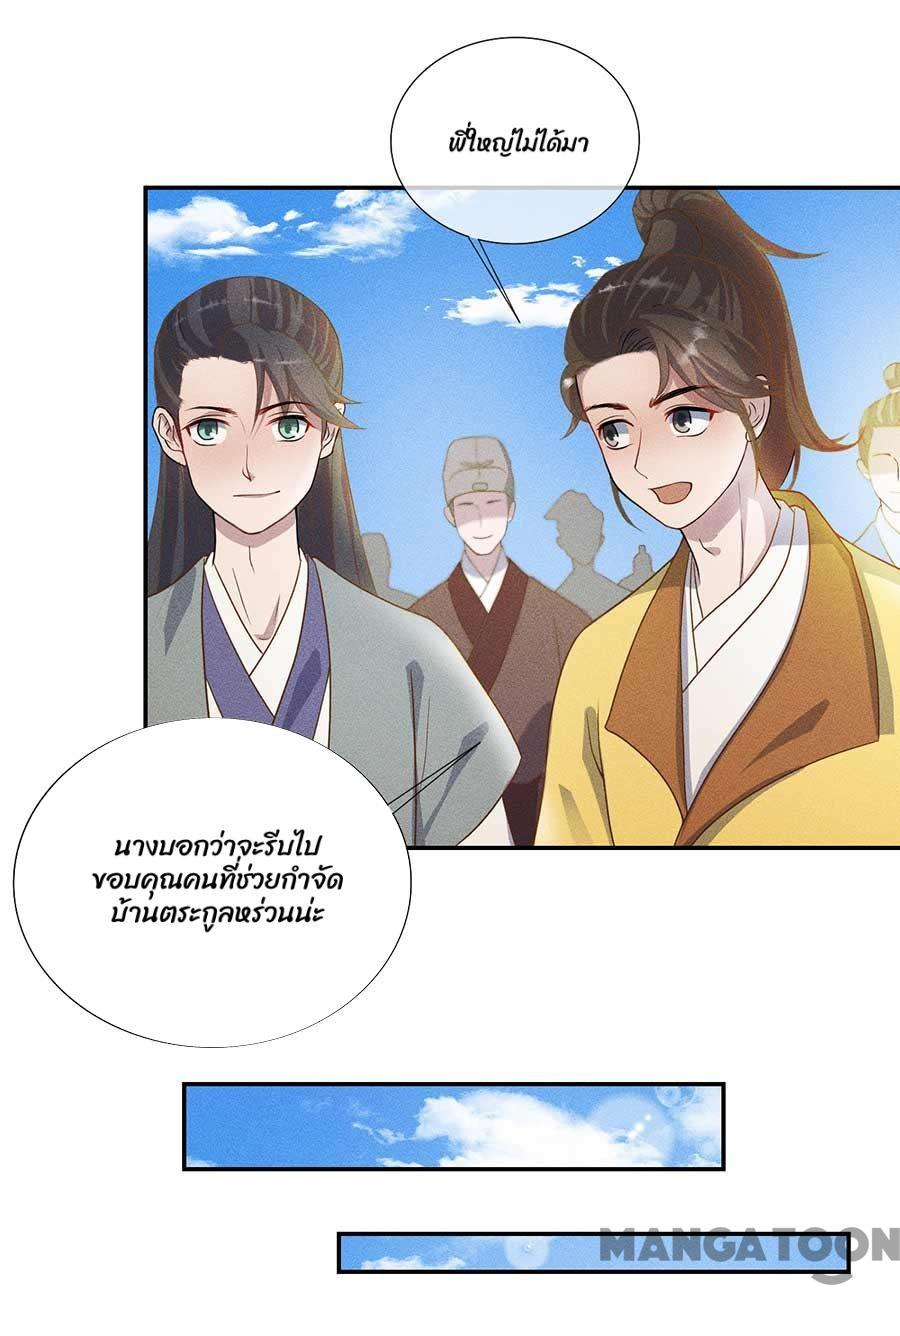 พี่ใหญ่ไม่ได้มา
นางบอกว่าจะรีบไป
ขอบคุณคนที่ช่วยกำจัด
บ้านตระกูลหร่วนน่ะ
MANGATOON